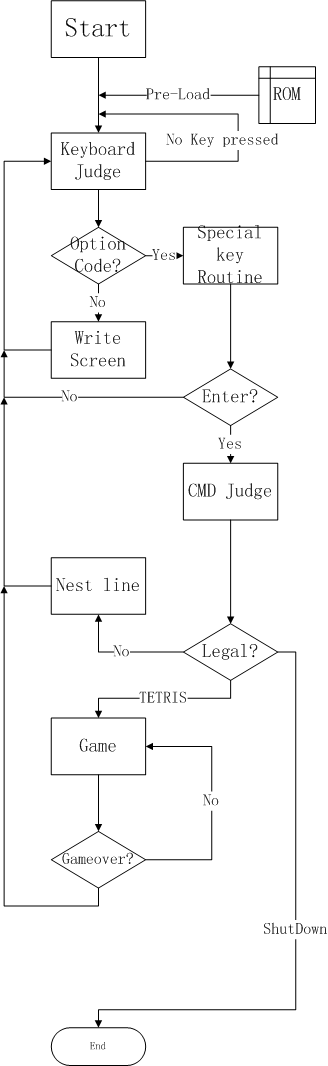 Start
Pre-Load
ROM
No Key pressed
Keyboard
Judge
Option
Code?
Yes
Special
key
Routine
No
Write
Screen
No
Enter?
Yes
CMD Judge
Nest line
No
Legal?
TETRIS
Game
No
Gameover?
ShutDown
End